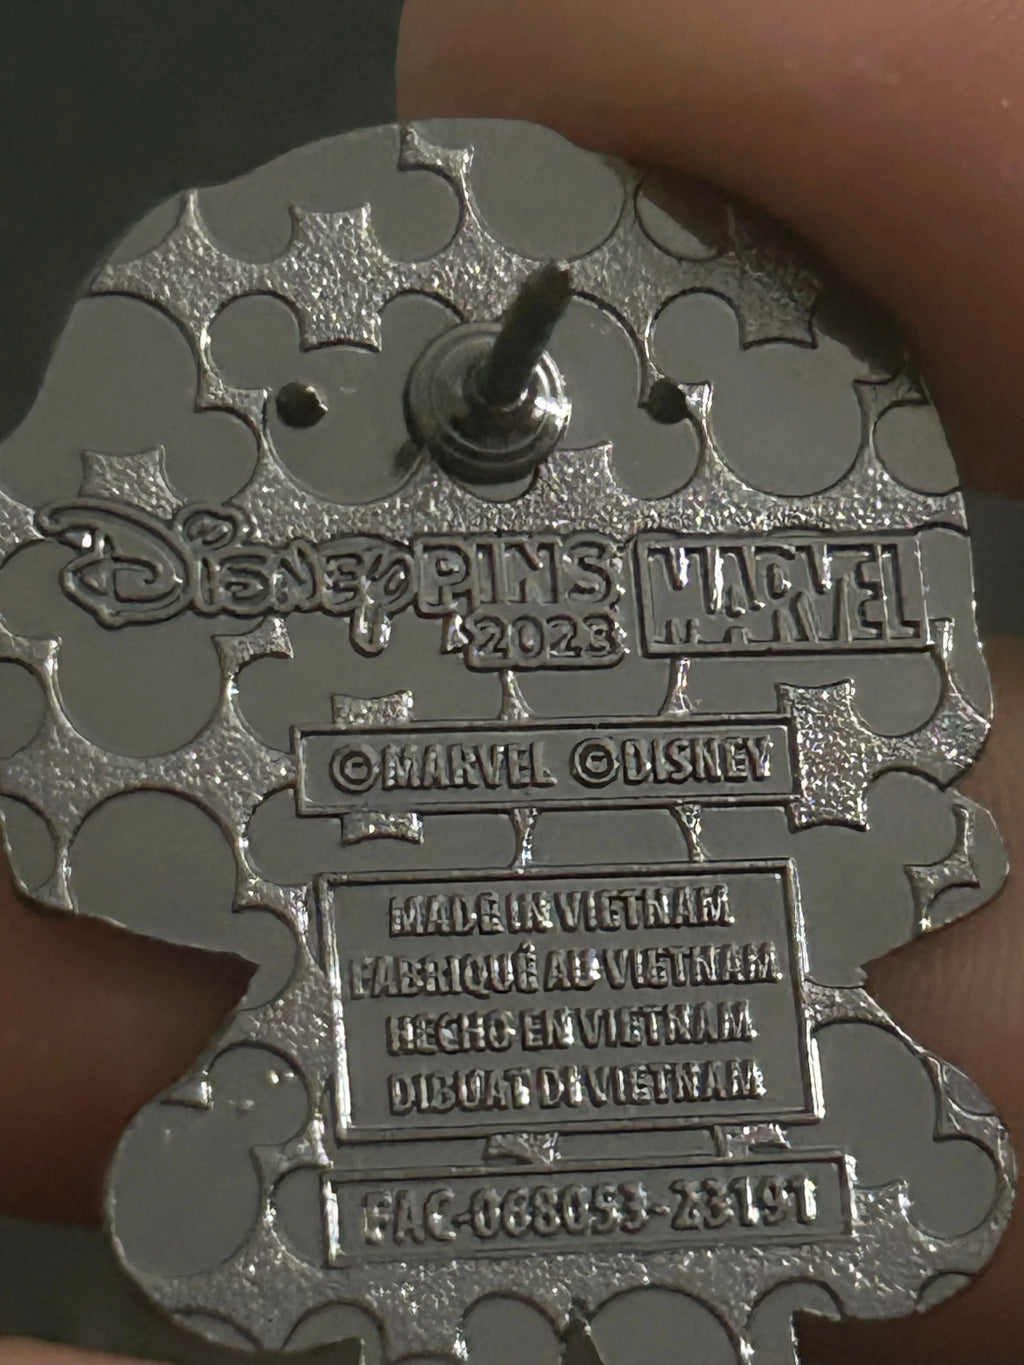 Disney PINS MARVEL
2023
©MARVEL ©DISNEY
MADE IN VIETNAM
FABRIQUÉ AU VIETNAM
HECHO EN VIETNAM
DIBUAT DI VIETNAM
FAC-068053-23191